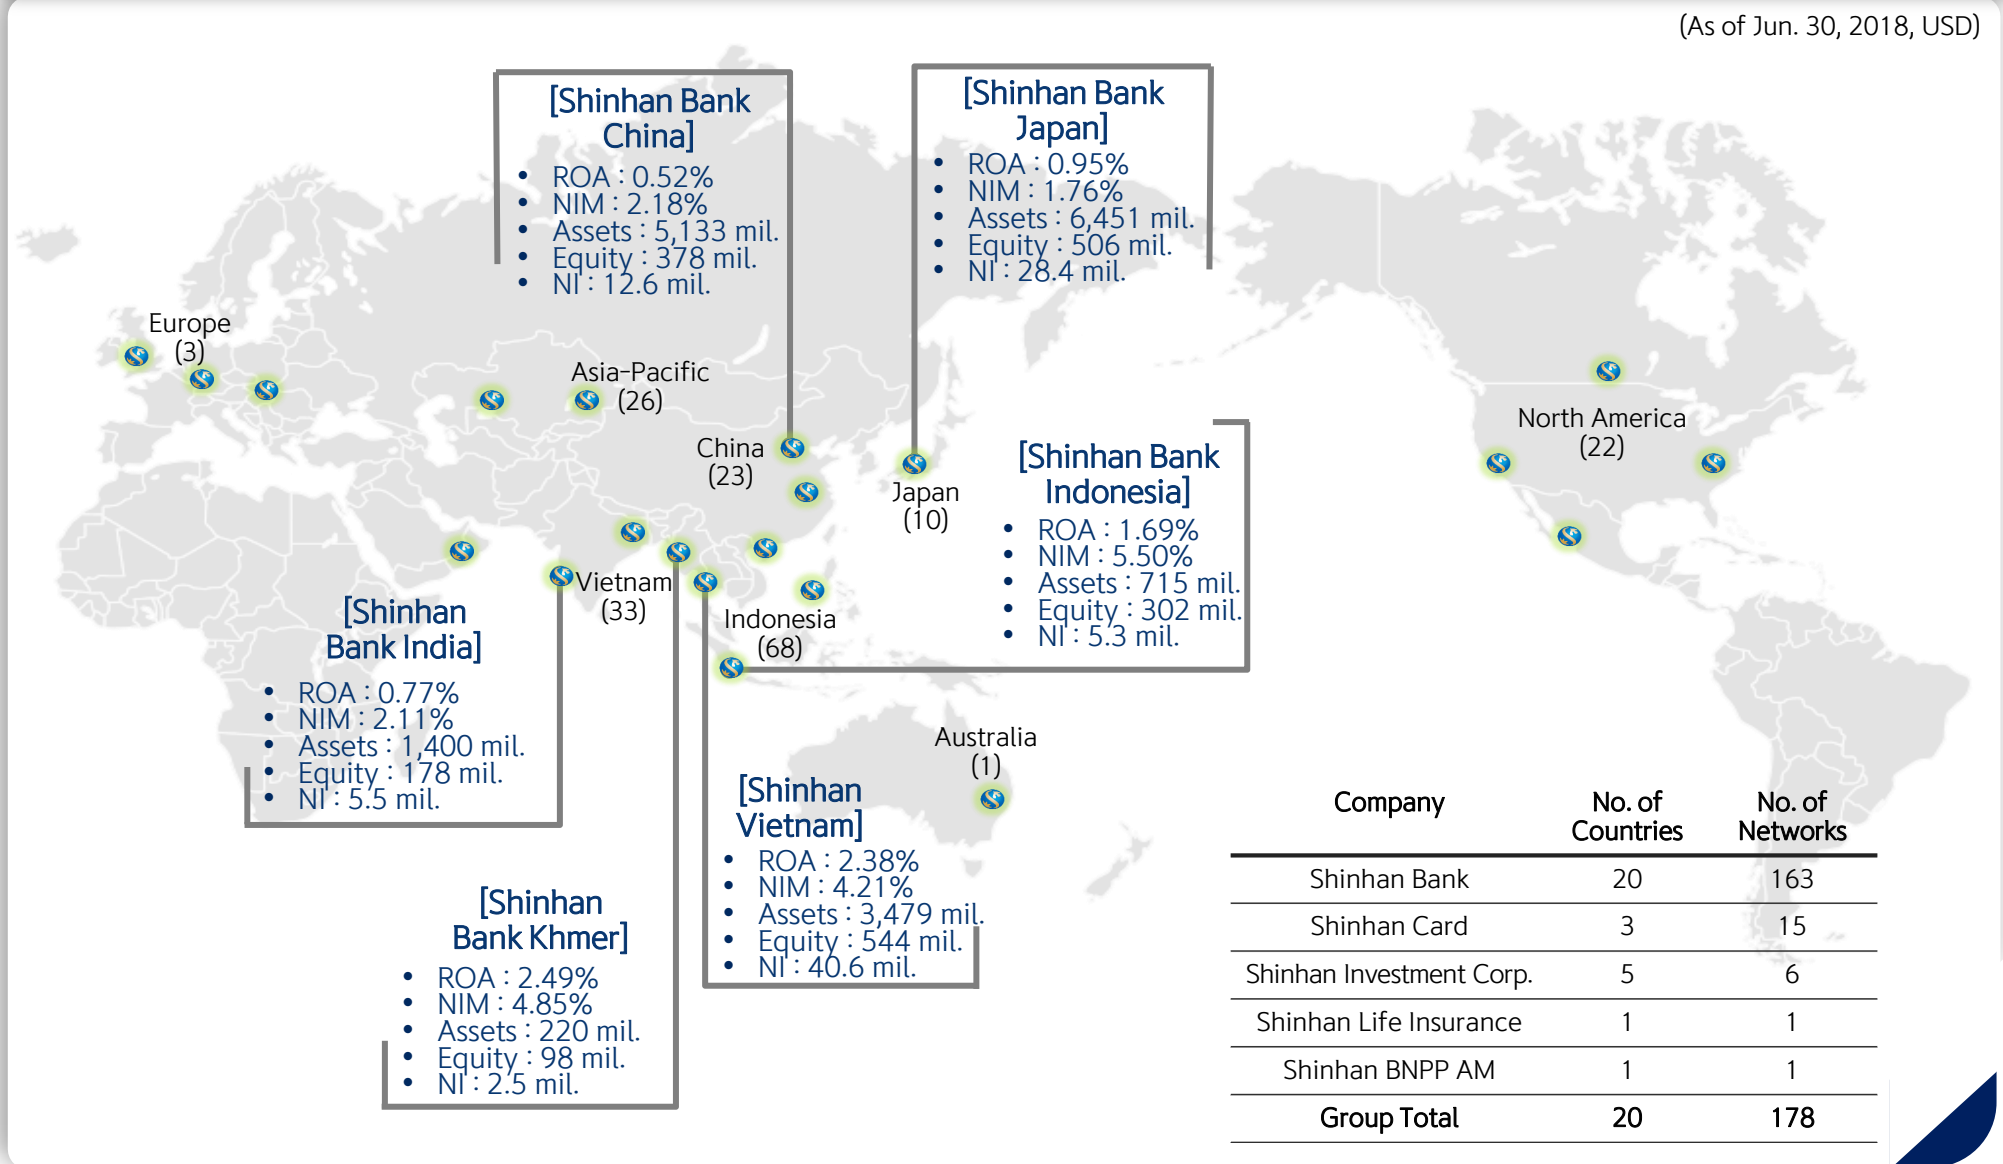 (As of Jun. 30, 2018, USD)
[Shinhan Bank
China]
• ROA : 0.52%
• NIM : 2.18%
• Assets : 5,133 mil.
• Equity : 378 mil.
• NI : 12.6 mil.
[Shinhan Bank
Japan]
• ROA : 0.95%
• NIM : 1.76%
• Assets : 6,451 mil.
• Equity : 506 mil.
• NI : 28.4 mil.
Europe
(3)
Asia-Pacific
(26)
China
(23)
Japan
(10)
North America
(22)
[Shinhan Bank
Indonesia]
• ROA : 1.69%
• NIM : 5.50%
• Assets : 715 mil.
• Equity : 302 mil.
• NI : 5.3 mil.
Vietnam
(33)
Indonesia
(68)
[Shinhan
Bank India]
• ROA : 0.77%
• NIM : 2.11%
• Assets : 1,400 mil.
• Equity : 178 mil.
• NI : 5.5 mil.
Australia
(1)
[Shinhan
Vietnam]
• ROA : 2.38%
• NIM : 4.21%
• Assets : 3,479 mil.
• Equity : 544 mil.
• NI : 40.6 mil.
[Shinhan
Bank Khmer]
• ROA : 2.49%
• NIM : 4.85%
• Assets : 220 mil.
• Equity : 98 mil.
• NI : 2.5 mil.
Company No. of Countries No. of Networks
Shinhan Bank 20 163
Shinhan Card 3 15
Shinhan Investment Corp. 5 6
Shinhan Life Insurance 1 1
Shinhan BNPP AM 1 1
Group Total 20 178